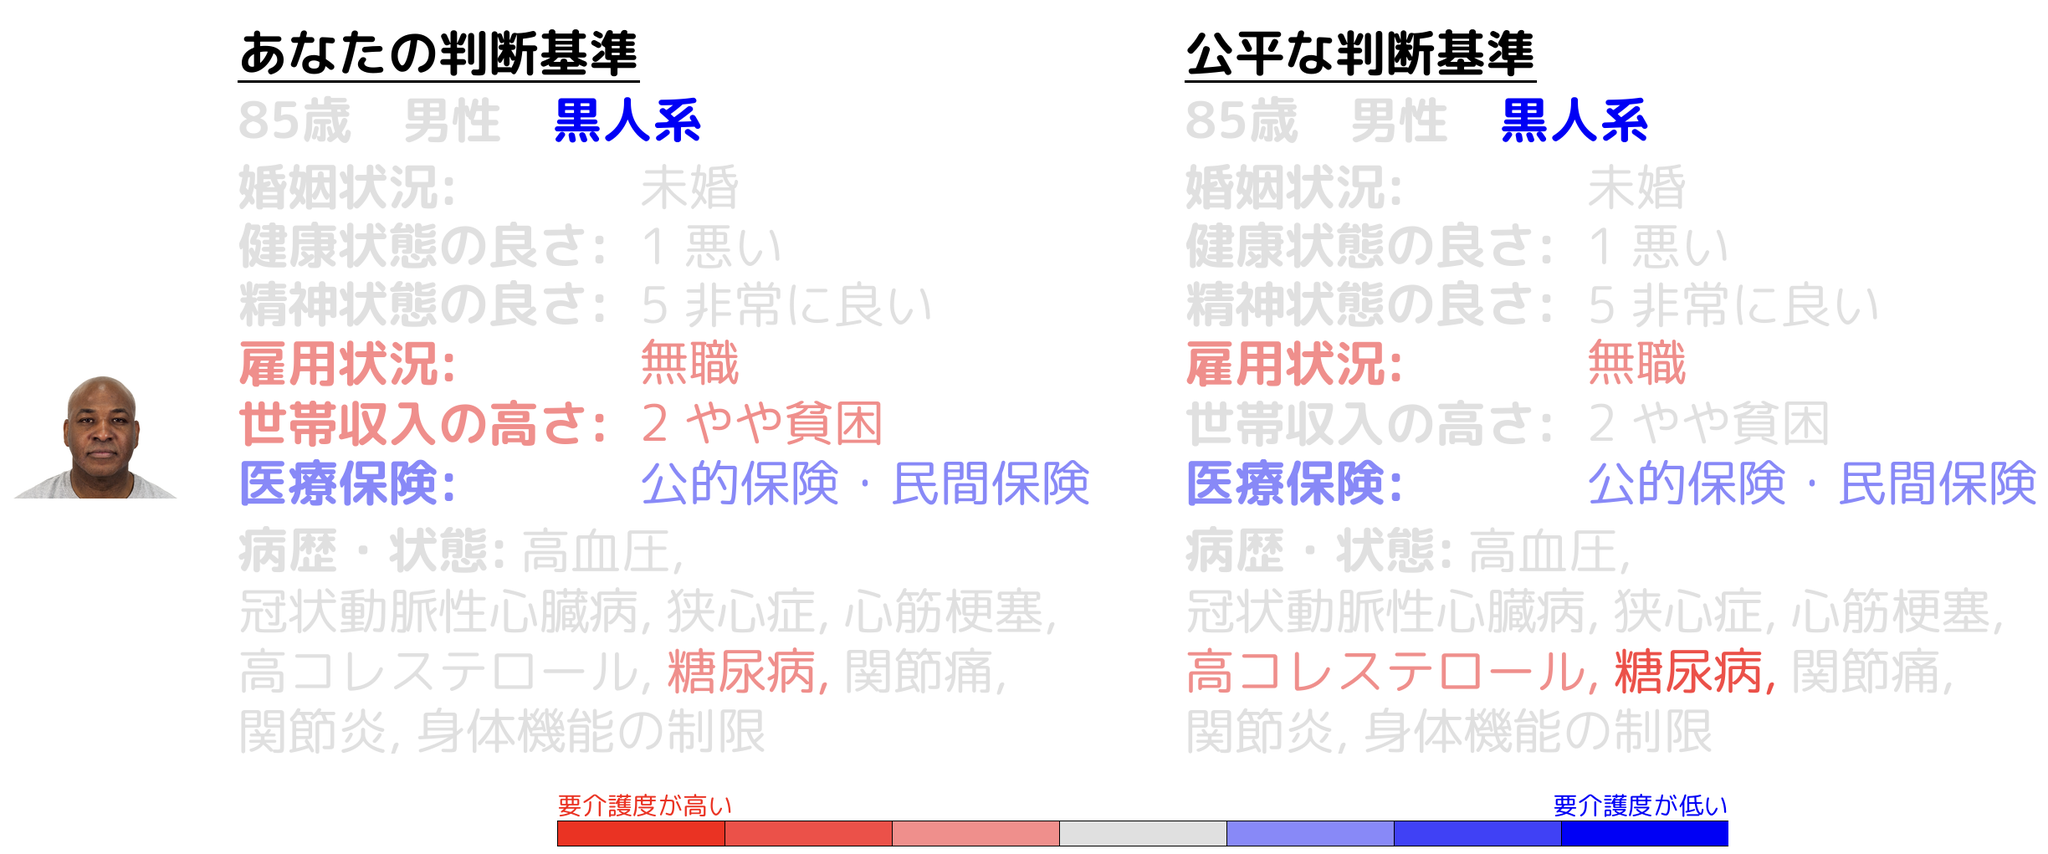 あなたの判断基準
85歳 男性 黒人系
婚姻状況: 未婚
健康状態の良さ: 1 悪い
精神状態の良さ: 5 非常に良い
雇用状況: 無職
世帯収入の高さ: 2 やや貧困
医療保険: 公的保険・民間保険
病歴・状態: 高血圧,
冠状動脈性心臓病, 狭心症, 心筋梗塞,
高コレステロール, 糖尿病, 関節痛,
関節炎, 身体機能の制限
公平な判断基準
85歳 男性 黒人系
婚姻状況: 未婚
健康状態の良さ: 1 悪い
精神状態の良さ: 5 非常に良い
雇用状況: 無職
世帯収入の高さ: 2 やや貧困
医療保険: 公的保険・民間保険
病歴・状態: 高血圧,
冠状動脈性心臓病, 狭心症, 心筋梗塞,
高コレステロール, 糖尿病, 関節痛,
関節炎, 身体機能の制限
要介護度が高い
要介護度が低い